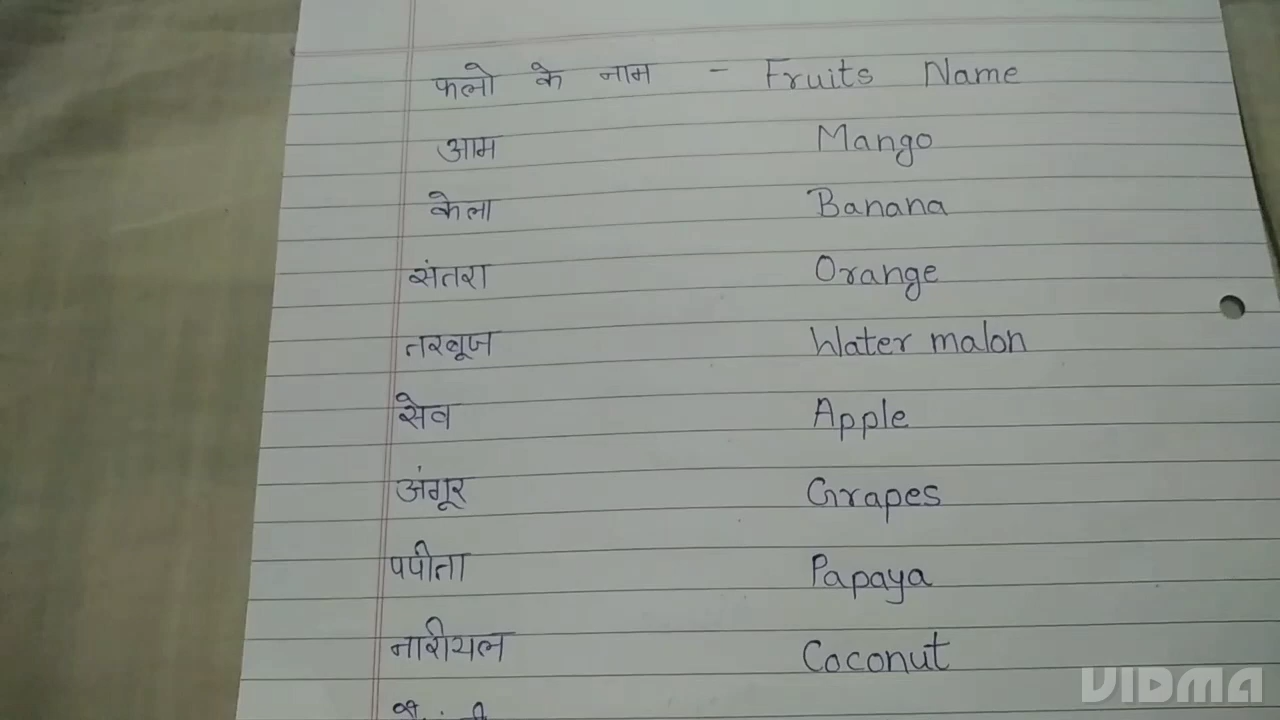 फलो के नाम - Fruits Name
आम Mango
केला Banana
संतरा Orange
तरबूज Water malon
सेव Apple
अंगूर Grapes
पपीता Papaya
नारीयल Coconut
VIDMA